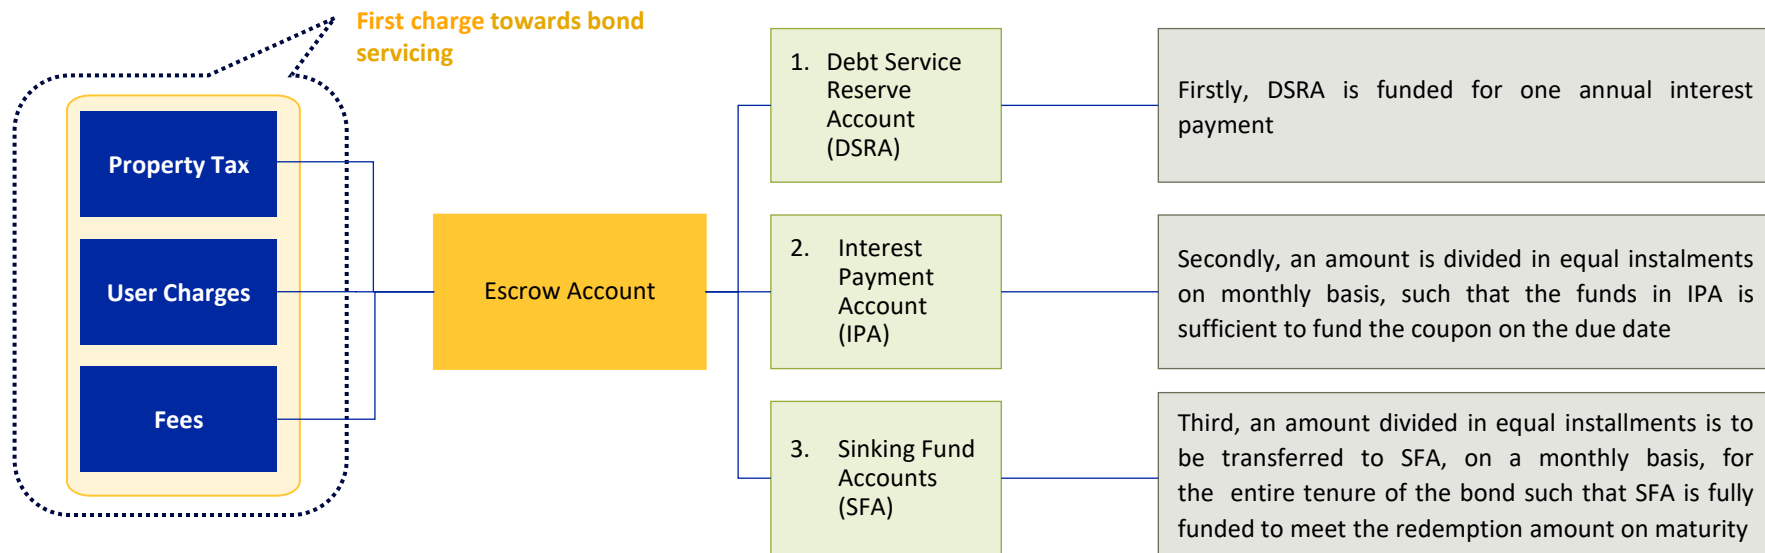 First charge towards bond
servicing
Property Tax
User Charges
Fees
Escrow Account
1. Debt Service
Reserve
Account
(DSRA)
Firstly, DSRA is funded for one annual interest
payment
2. Interest
Payment
Account
(IPA)
Secondly, an amount is divided in equal instalments
on monthly basis, such that the funds in IPA is
sufficient to fund the coupon on the due date
3. Sinking Fund
Accounts
(SFA)
Third, an amount divided in equal installments is to
be transferred to SFA, on a monthly basis, for
the entire tenure of the bond such that SFA is fully
funded to meet the redemption amount on maturity